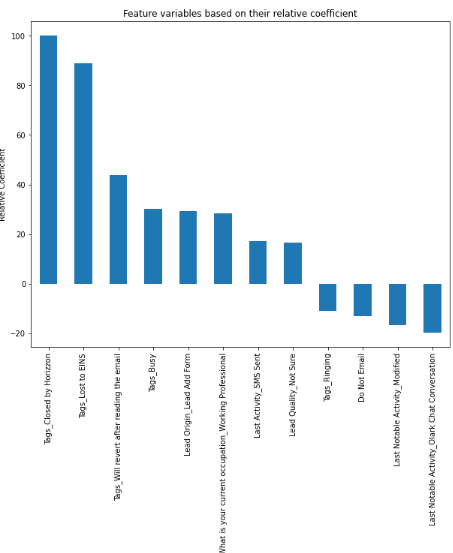 Feature variables based on their relative coefficient
Relative Coefficient
100
80
60
40
20
0
−20
Tags_Closed by Horizzon
Tags_Lost to EINS
Tags_Will revert after reading the email
Tags_Busy
Lead Origin_Lead Add Form
What is your current occupation_Working Professional
Last Activity_SMS Sent
Lead Quality_Not Sure
Tags_Ringing
Do Not Email
Last Notable Activity_Modified
Last Notable Activity_Olark Chat Conversation